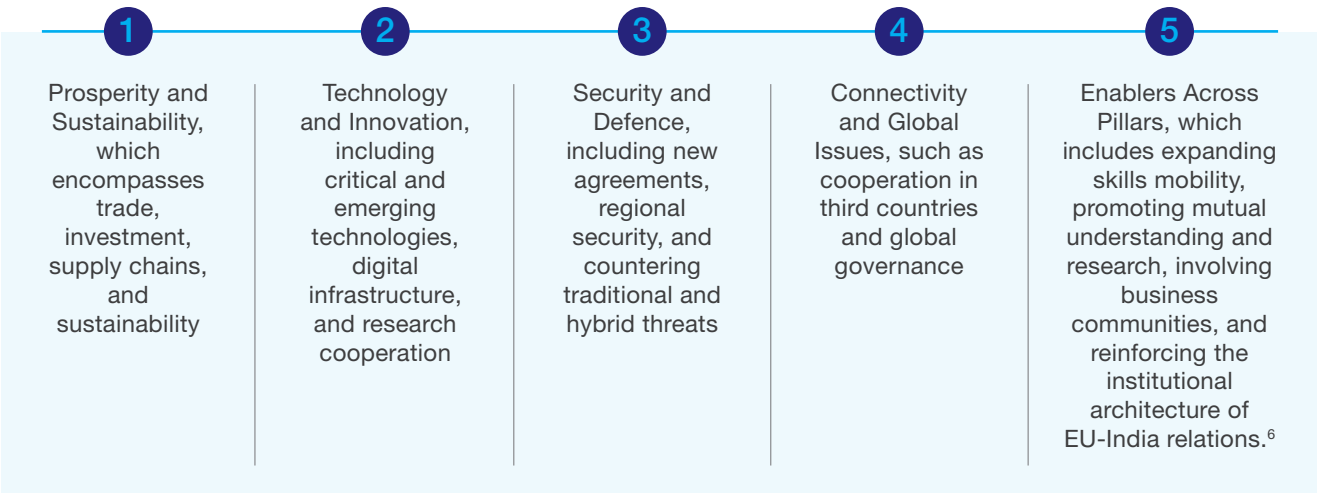 1
Prosperity and
Sustainability,
which
encompasses
trade,
investment,
supply chains,
and
sustainability
2
Technology
and Innovation,
including
critical and
emerging
technologies,
digital
infrastructure,
and research
cooperation
3
Security and
Defence,
including new
agreements,
regional
security, and
countering
traditional and
hybrid threats
4
Connectivity
and Global
Issues, such as
cooperation in
third countries
and global
governance
5
Enablers Across
Pillars, which
includes expanding
skills mobility,
promoting mutual
understanding and
research, involving
business
communities, and
reinforcing the
institutional
architecture of
EU-India relations.⁶